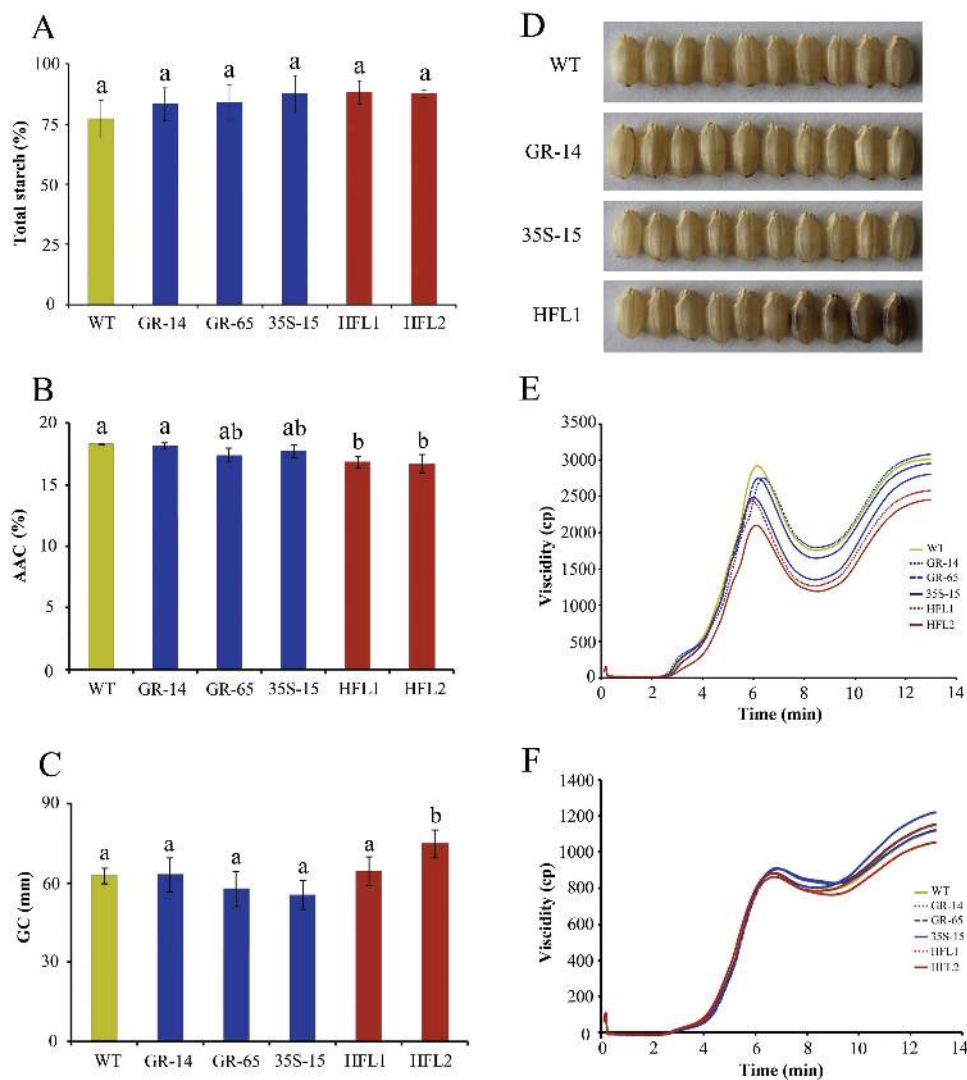 A
Total starch (%)
100
75
50
25
0
a a a a a a
WT GR-14 GR-65 35S-15 HFL1 HFL2
B
AAC (%)
20
15
10
5
0
a a ab ab b b
WT GR-14 GR-65 35S-15 HFL1 HFL2
C
GC (mm)
90
60
30
0
a a a a a b
WT GR-14 GR-65 35S-15 HFL1 HFL2
D
WT
GR-14
35S-15
HFL1
E
Viscidity (cp)
3500
3000
2500
2000
1500
1000
500
0
0 2 4 6 8 10 12 14
Time (min)
WT
GR-14
GR-65
35S-15
HFL1
HFL2
F
Viscidity (cp)
1400
1200
1000
800
600
400
200
0
0 2 4 6 8 10 12 14
Time (min)
WT
GR-14
GR-65
35S-15
HFL1
HFL2